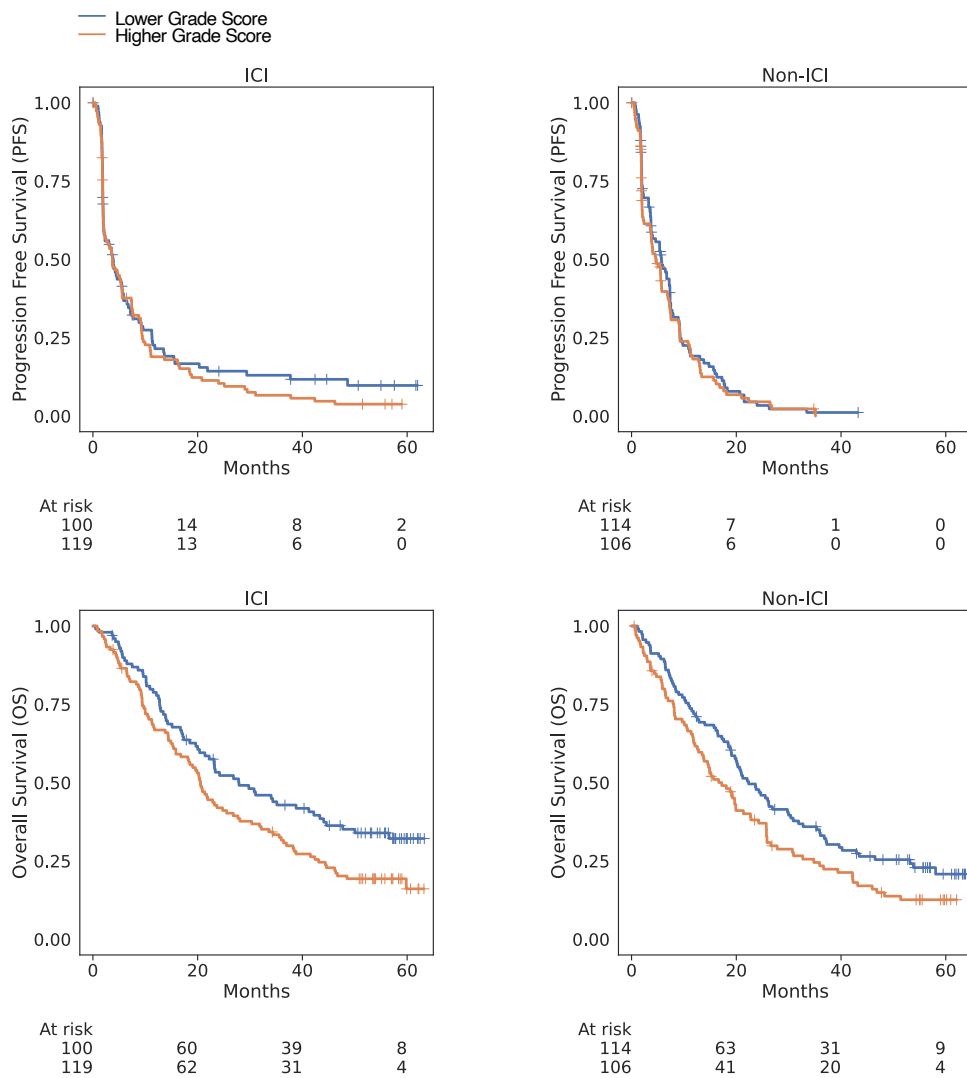 Lower Grade Score
Higher Grade Score
ICI
Non-ICI
Progression Free Survival (PFS)
1.00
0.75
0.50
0.25
0.00
0 20 40 60
Months
Progression Free Survival (PFS)
1.00
0.75
0.50
0.25
0.00
0 20 40 60
Months
At risk
100 14 8 2
119 13 6 0
At risk
114 7 1 0
106 6 0 0
ICI
Non-ICI
Overall Survival (OS)
1.00
0.75
0.50
0.25
0.00
0 20 40 60
Months
Overall Survival (OS)
1.00
0.75
0.50
0.25
0.00
0 20 40 60
Months
At risk
100 60 39 8
119 62 31 4
At risk
114 63 31 9
106 41 20 4